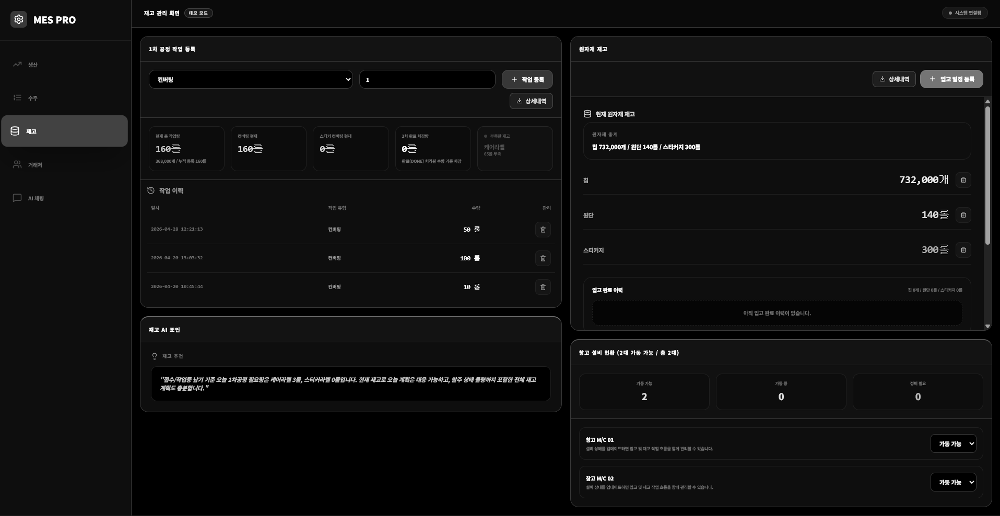 MES PRO
생산
수주
재고
거래처
AI 채팅
재고 관리 화면
데모 모드
시스템 연결됨
1차 공정 작업 등록
컨버팅
1
작업 등록
상세내역
현재 총 작업량
160롤
368,000개 / 누적 등록 160롤
컨버팅 현재
160롤
스티커 컨버팅 현재
0롤
2차 완료 차감량
0롤
완료(DONE) 처리된 수량 기준 차감
부족한 재고
케어라벨
65롤 부족
작업 이력
일시
작업 유형
수량
관리
2026-04-28 12:21:13
컨버팅
50 롤
2026-04-20 13:03:32
컨버팅
100 롤
2026-04-20 10:45:44
컨버팅
10 롤
재고 AI 조언
재고 추천
"접수/작업중 납기 기준 오늘 1차공정 필요량은 케어라벨 3롤, 스티커라벨 0롤입니다. 현재 재고로 오늘 계획은 대응 가능하고, 발주 상태 물량까지 포함한 전체 재고
계획도 충분합니다."
원자재 재고
상세내역
입고 일정 등록
현재 원자재 재고
원자재 총계
칩 732,000개 / 원단 140롤 / 스티커지 300롤
칩
732,000개
원단
140롤
스티커지
300롤
입고 완료 이력
칩 0개 / 원단 0롤 / 스티커지 0롤
아직 입고 완료 이력이 없습니다.
창고 설비 현황 (2대 가동 가능 / 총 2대)
가동 가능
2
가동 중
0
정비 필요
0
창고 M/C 01
설비 상태를 업데이트하면 입고 및 재고 작업 흐름을 함께 관리할 수 있습니다.
가동 가능
창고 M/C 02
설비 상태를 업데이트하면 입고 및 재고 작업 흐름을 함께 관리할 수 있습니다.
가동 가능